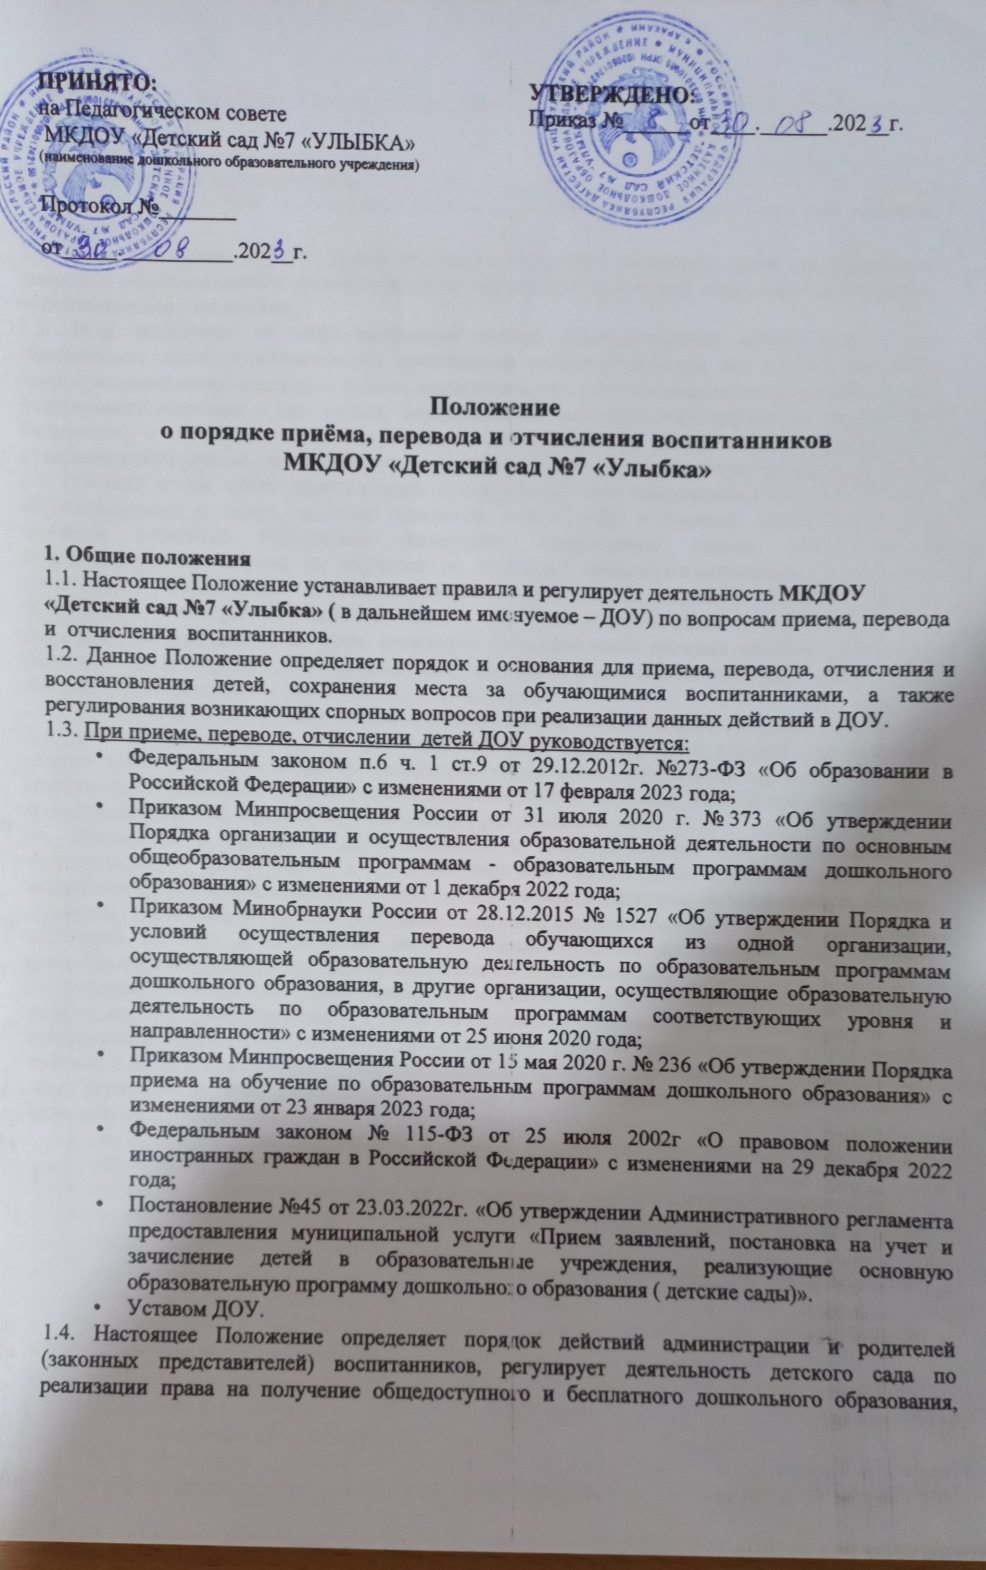 ПРИНЯТО:
на Педагогическом совете
МКДОУ «Детский сад №7 «УЛЫБКА»
(наименование дошкольного образовательного учреждения)
Протокол № _______
от 30 . 08 .2023 г.
УТВЕРЖДЕНО:
Приказ № 8 от 30 . 08 .2023 г.
Положение
о порядке приёма, перевода и отчисления воспитанников
МКДОУ «Детский сад №7 «Улыбка»
1. Общие положения
1.1. Настоящее Положение устанавливает правила и регулирует деятельность МКДОУ
«Детский сад №7 «Улыбка» ( в дальнейшем именуемое – ДОУ) по вопросам приема, перевода
и отчисления воспитанников.
1.2. Данное Положение определяет порядок и основания для приема, перевода, отчисления и
восстановления детей, сохранения места за обучающимися воспитанниками, а также
регулирования возникающих спорных вопросов при реализации данных действий в ДОУ.
1.3. При приеме, переводе, отчислении детей ДОУ руководствуется:
• Федеральным законом п.6 ч. 1 ст.9 от 29.12.2012г. №273-ФЗ «Об образовании в
Российской Федерации» с изменениями от 17 февраля 2023 года;
• Приказом Минпросвещения России от 31 июля 2020 г. №373 «Об утверждении
Порядка организации и осуществления образовательной деятельности по основным
общеобразовательным программам - образовательным программам дошкольного
образования» с изменениями от 1 декабря 2022 года;
• Приказом Минобрнауки России от 28.12.2015 № 1527 «Об утверждении Порядка и
условий осуществления перевода обучающихся из одной организации,
осуществляющей образовательную деятельность по образовательным программам
дошкольного образования, в другие организации, осуществляющие образовательную
деятельность по образовательным программам соответствующих уровня и
направленности» с изменениями от 25 июня 2020 года;
• Приказом Минпросвещения России от 15 мая 2020 г. № 236 «Об утверждении Порядка
приема на обучение по образовательным программам дошкольного образования» с
изменениями от 23 января 2023 года;
• Федеральным законом № 115-ФЗ от 25 июля 2002г «О правовом положении
иностранных граждан в Российской Федерации» с изменениями на 29 декабря 2022
года;
• Постановление №45 от 23.03.2022г. «Об утверждении Административного регламента
предоставления муниципальной услуги «Прием заявлений, постановка на учет и
зачисление детей в образовательные учреждения, реализующие основную
образовательную программу дошкольного образования ( детские сады)».
• Уставом ДОУ.
1.4. Настоящее Положение определяет порядок действий администрации и родителей
(законных представителей) воспитанников, регулирует деятельность детского сада по
реализации права на получение общедоступного и бесплатного дошкольного образования,